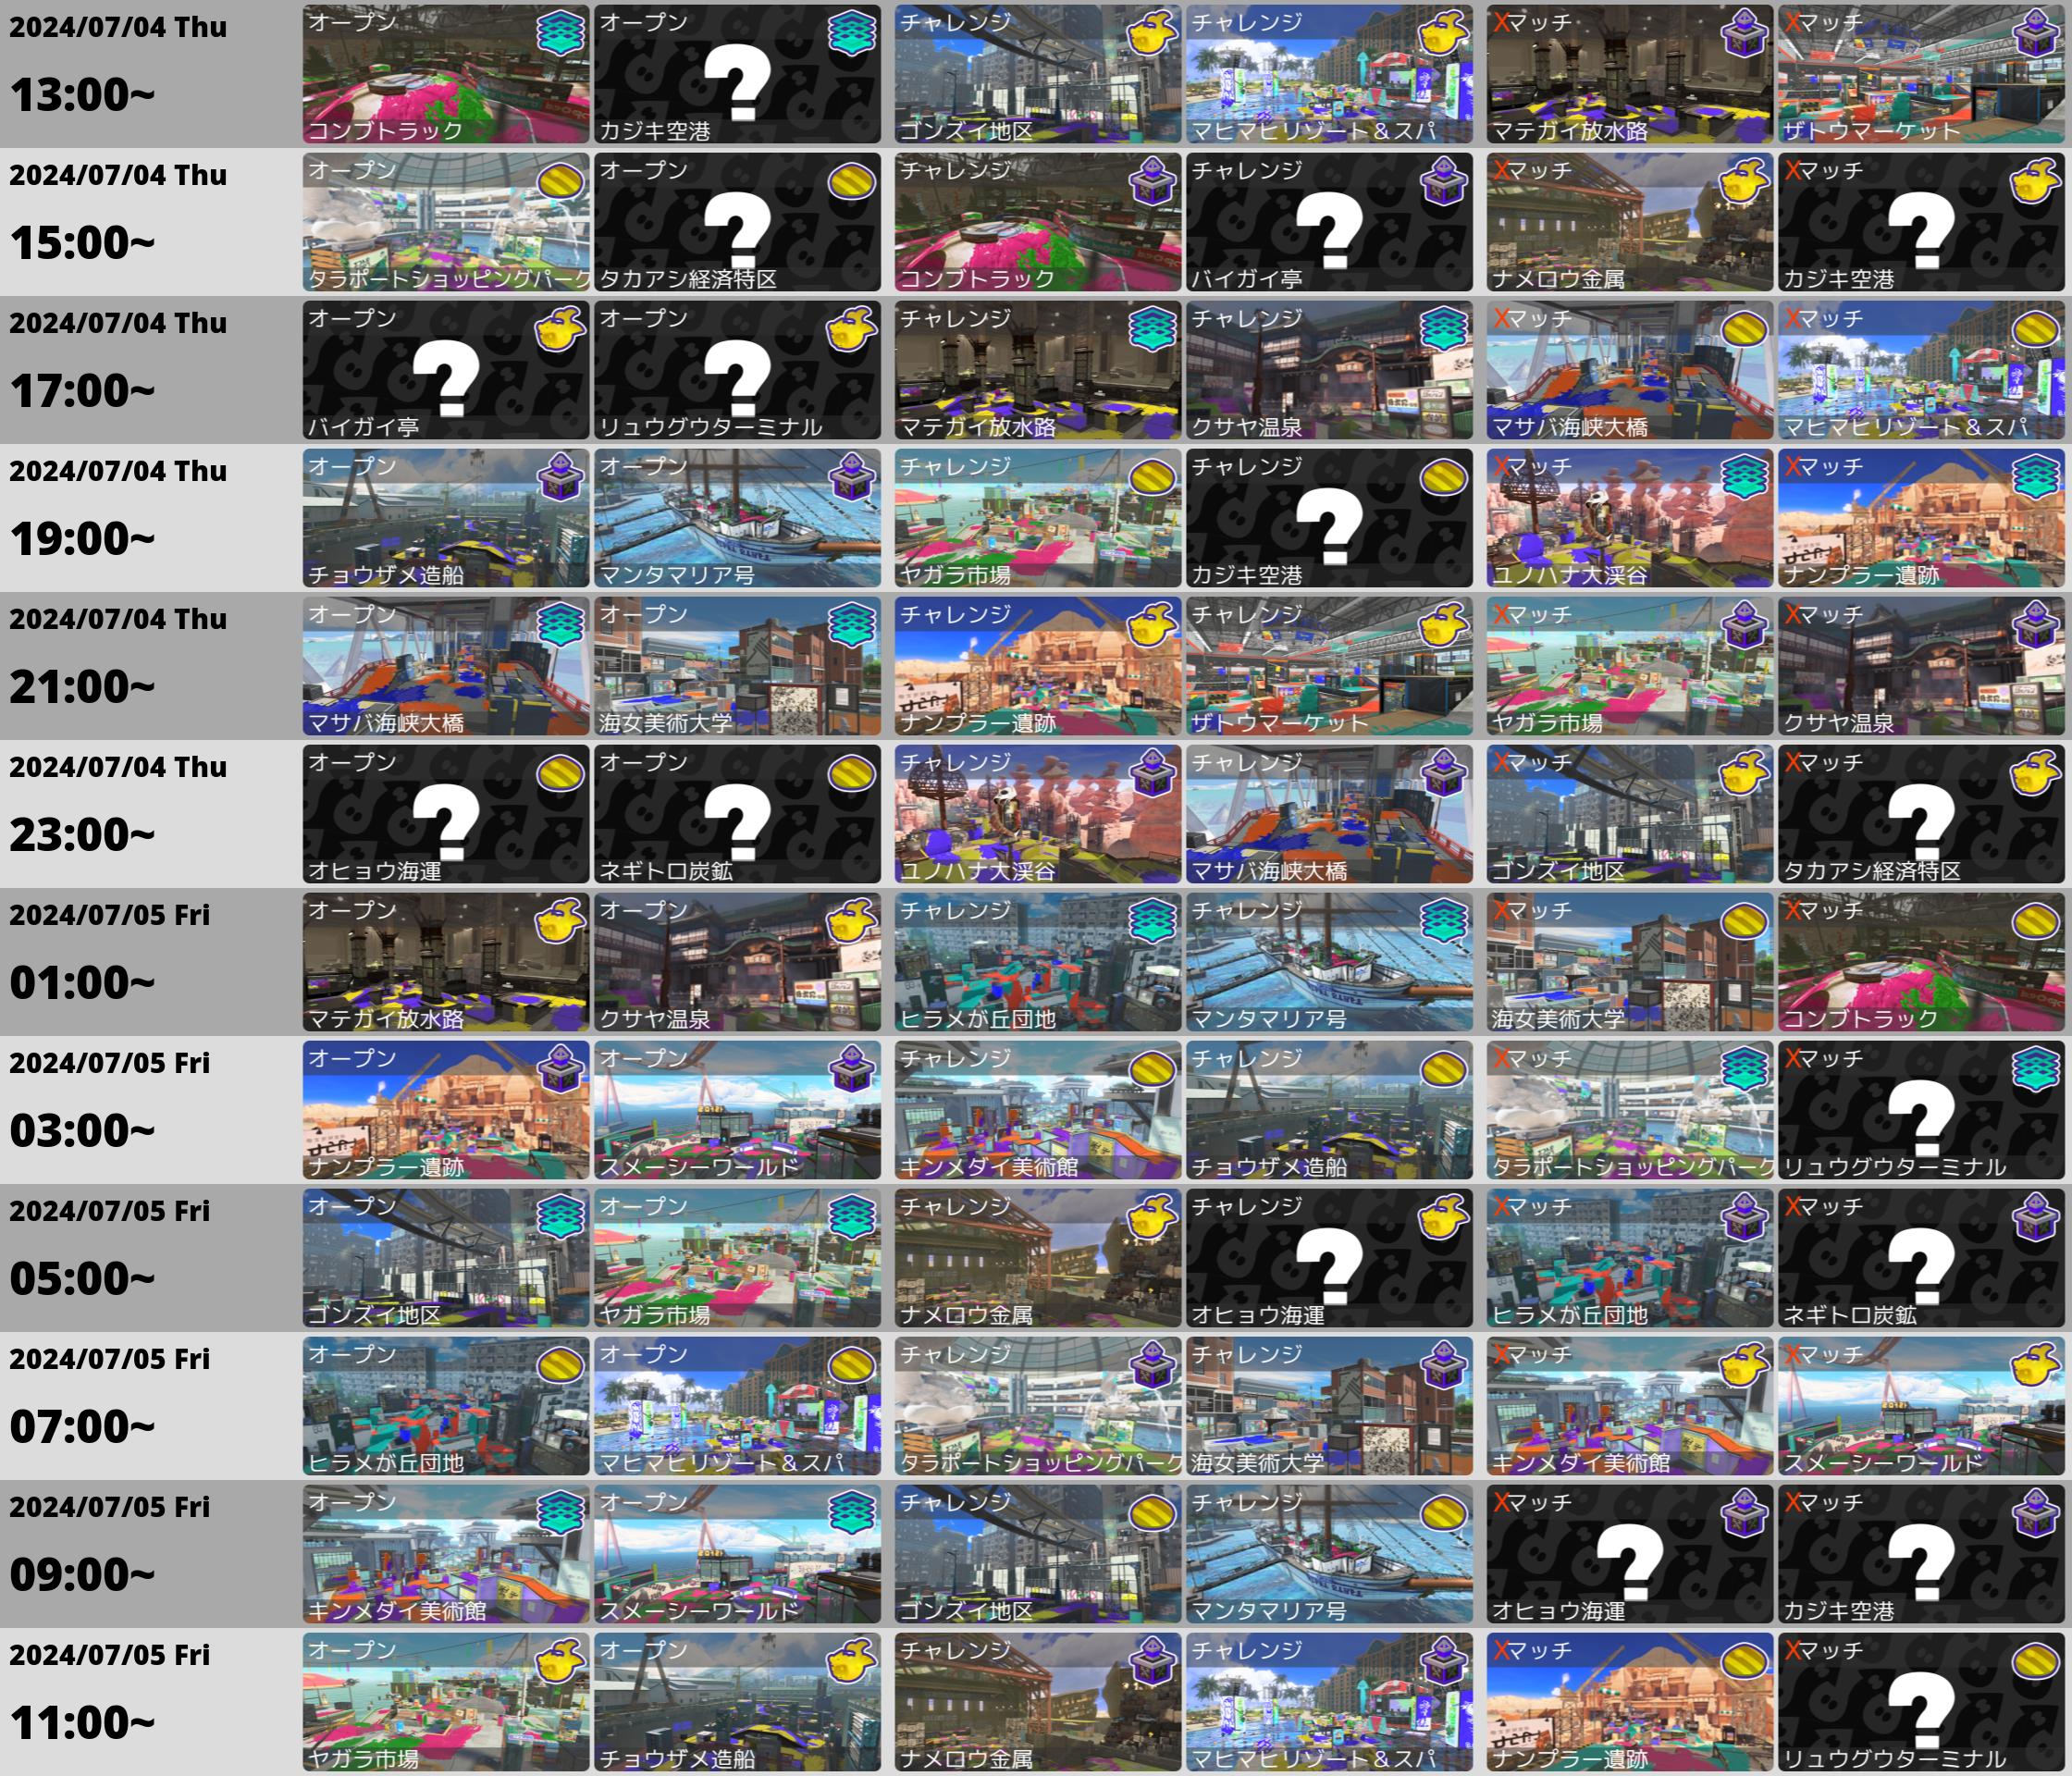 2024/07/04 Thu
13:00~
オープン オープン チャレンジ チャレンジ Xマッチ Xマッチ
コンブトラック カジキ空港 ゴンズイ地区 マヒマヒリゾート＆スパ マテガイ放水路 ザトウマーケット
2024/07/04 Thu
15:00~
オープン オープン チャレンジ チャレンジ Xマッチ Xマッチ
タラポートショッピングパーク タカアシ経済特区 コンブトラック バイガイ亭 ナメロウ金属 カジキ空港
2024/07/04 Thu
17:00~
オープン オープン チャレンジ チャレンジ Xマッチ Xマッチ
バイガイ亭 リュウグウターミナル マテガイ放水路 クサヤ温泉 マサバ海峡大橋 マヒマヒリゾート＆スパ
2024/07/04 Thu
19:00~
オープン オープン チャレンジ チャレンジ Xマッチ Xマッチ
チョウザメ造船 マンタマリア号 ヤガラ市場 カジキ空港 ユノハナ大渓谷 ナンプラー遺跡
2024/07/04 Thu
21:00~
オープン オープン チャレンジ チャレンジ Xマッチ Xマッチ
マサバ海峡大橋 海女美術大学 ナンプラー遺跡 ザトウマーケット ヤガラ市場 クサヤ温泉
2024/07/04 Thu
23:00~
オープン オープン チャレンジ チャレンジ Xマッチ Xマッチ
オヒョウ海運 ネギトロ炭鉱 ユノハナ大渓谷 マサバ海峡大橋 ゴンズイ地区 タカアシ経済特区
2024/07/05 Fri
01:00~
オープン オープン チャレンジ チャレンジ Xマッチ Xマッチ
マテガイ放水路 クサヤ温泉 ヒラメが丘団地 マンタマリア号 海女美術大学 コンブトラック
2024/07/05 Fri
03:00~
オープン オープン チャレンジ チャレンジ Xマッチ Xマッチ
ナンプラー遺跡 スメーシーワールド キンメダイ美術館 チョウザメ造船 タラポートショッピングパーク リュウグウターミナル
2024/07/05 Fri
05:00~
オープン オープン チャレンジ チャレンジ Xマッチ Xマッチ
ゴンズイ地区 ヤガラ市場 ナメロウ金属 オヒョウ海運 ヒラメが丘団地 ネギトロ炭鉱
2024/07/05 Fri
07:00~
オープン オープン チャレンジ チャレンジ Xマッチ Xマッチ
ヒラメが丘団地 マヒマヒリゾート＆スパ タラポートショッピングパーク 海女美術大学 キンメダイ美術館 スメーシーワールド
2024/07/05 Fri
09:00~
オープン オープン チャレンジ チャレンジ Xマッチ Xマッチ
キンメダイ美術館 スメーシーワールド ゴンズイ地区 マンタマリア号 オヒョウ海運 カジキ空港
2024/07/05 Fri
11:00~
オープン オープン チャレンジ チャレンジ Xマッチ Xマッチ
ヤガラ市場 チョウザメ造船 ナメロウ金属 マヒマヒリゾート＆スパ ナンプラー遺跡 リュウグウターミナル